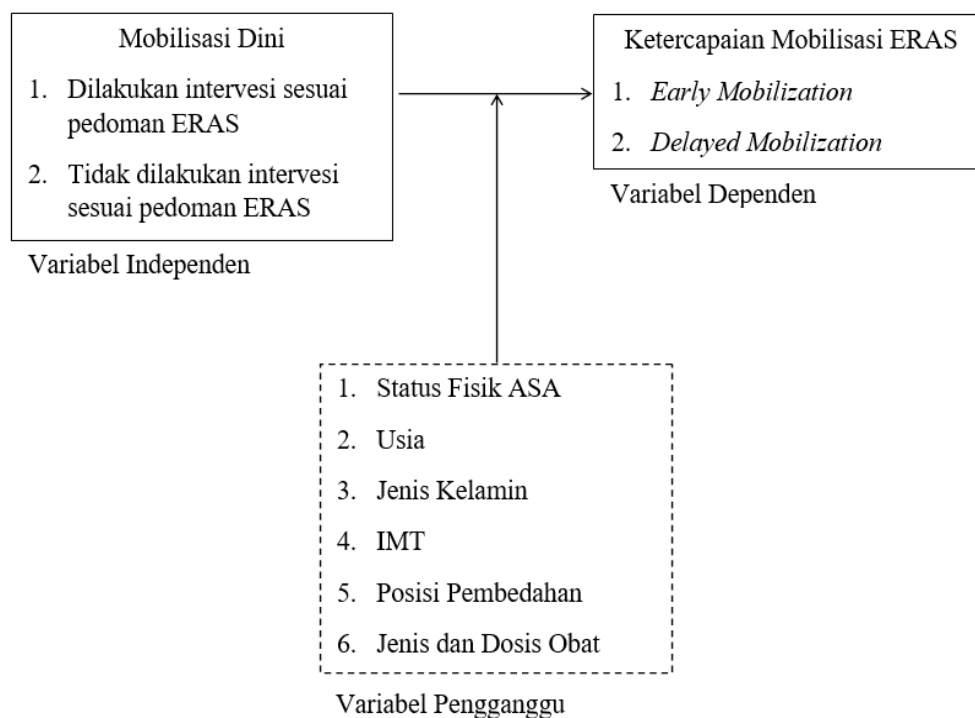 Mobilisasi Dini
1. Dilakukan intervesi sesuai
pedoman ERAS
2. Tidak dilakukan intervesi
sesuai pedoman ERAS
Variabel Independen
Ketercapaian Mobilisasi ERAS
1. Early Mobilization
2. Delayed Mobilization
Variabel Dependen
1. Status Fisik ASA
2. Usia
3. Jenis Kelamin
4. IMT
5. Posisi Pembedahan
6. Jenis dan Dosis Obat
Variabel Pengganggu